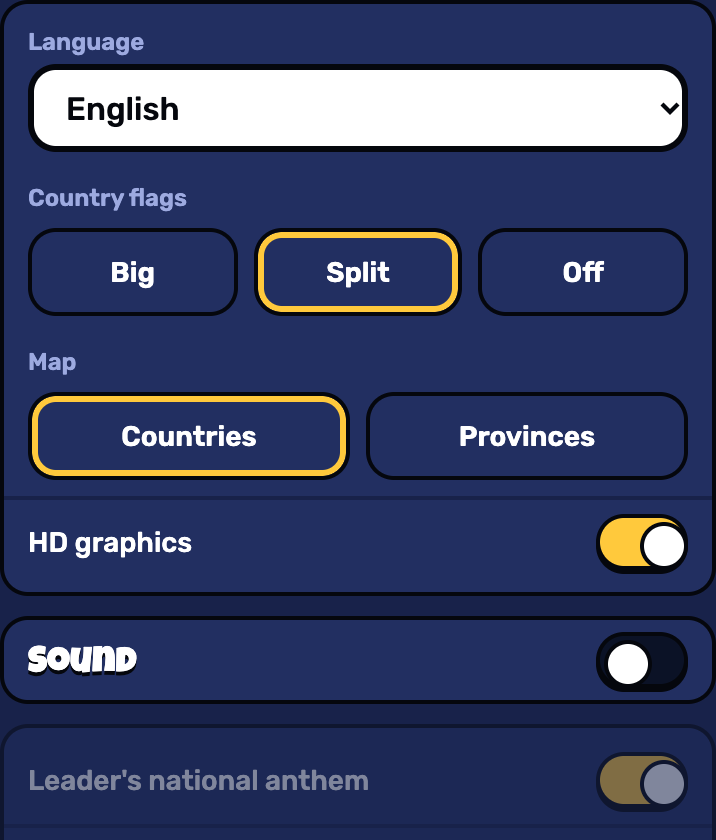 Language
English
Country flags
Big Split Off
Map
Countries Provinces
HD graphics
Sound
Leader's national anthem